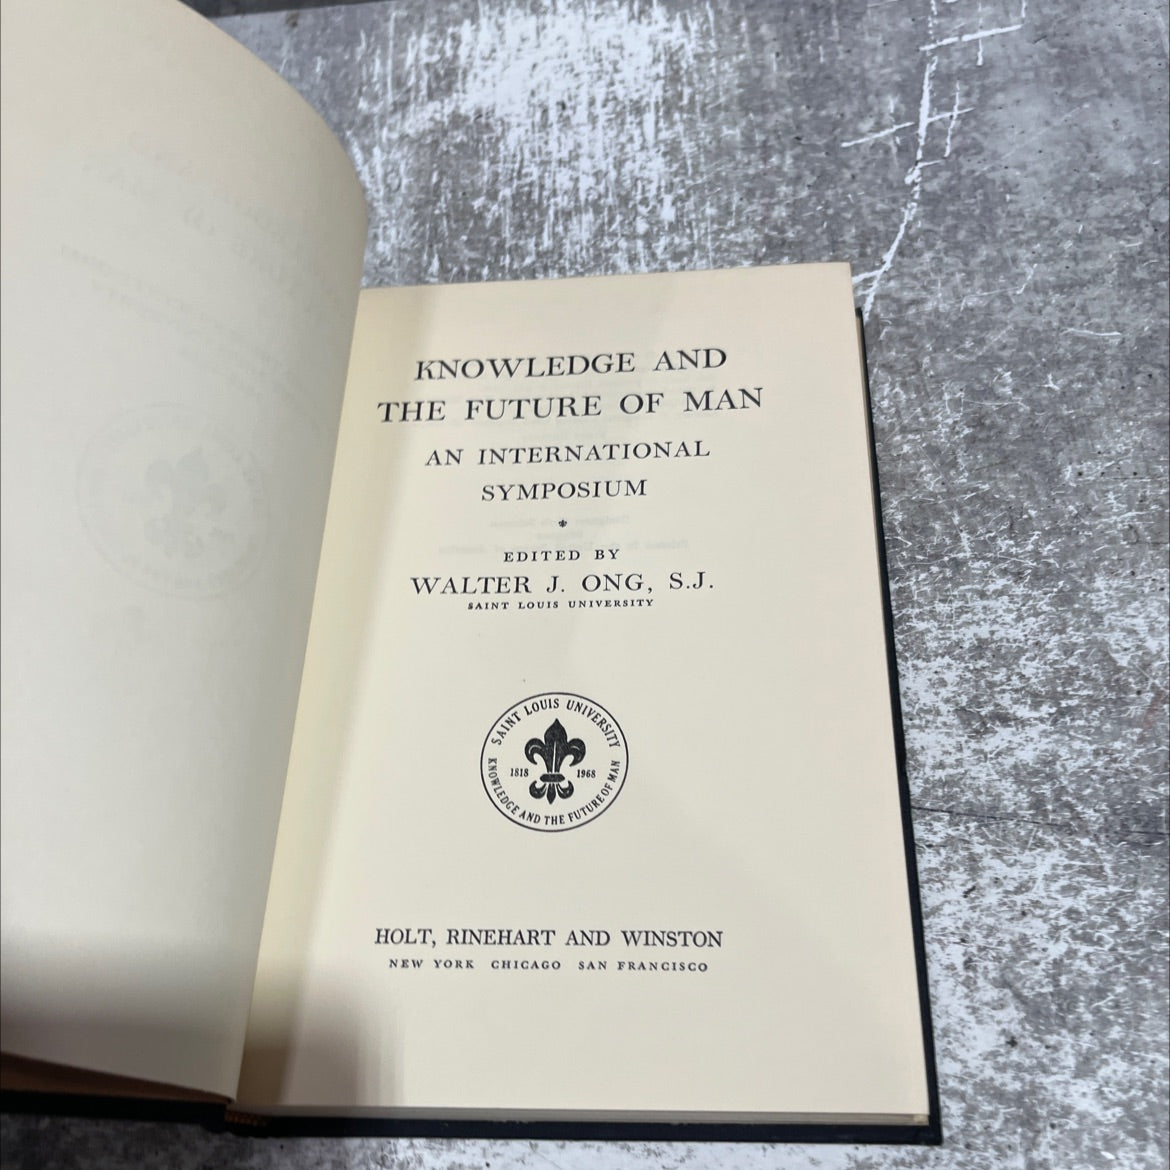 KNOWLEDGE AND
THE FUTURE OF MAN
AN INTERNATIONAL
SYMPOSIUM
EDITED BY
WALTER J. ONG, S.J.
SAINT LOUIS UNIVERSITY
SAINT LOUIS UNIVERSITY
1818 1968
KNOWLEDGE AND THE FUTURE OF MAN
HOLT, RINEHART AND WINSTON
NEW YORK CHICAGO SAN FRANCISCO